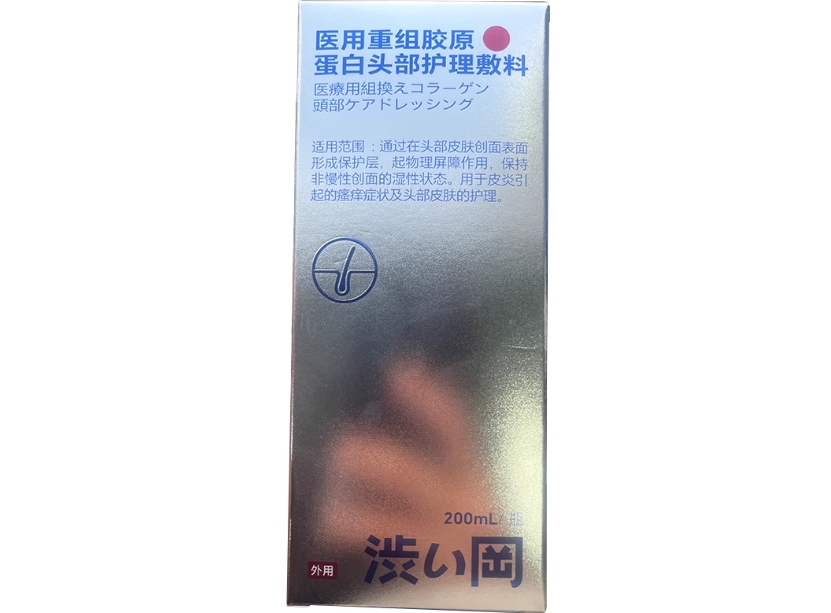 医用重组胶原
蛋白头部护理敷料
医療用組換えコラーゲン
頭部ケアドレッシング
适用范围：通过在头部皮肤创面表面
形成保护层，起物理屏障作用，保持
非慢性创面的湿性状态。用于皮炎引
起的瘙痒症状及头部皮肤的护理。
200mL/瓶
外用
渋い岡